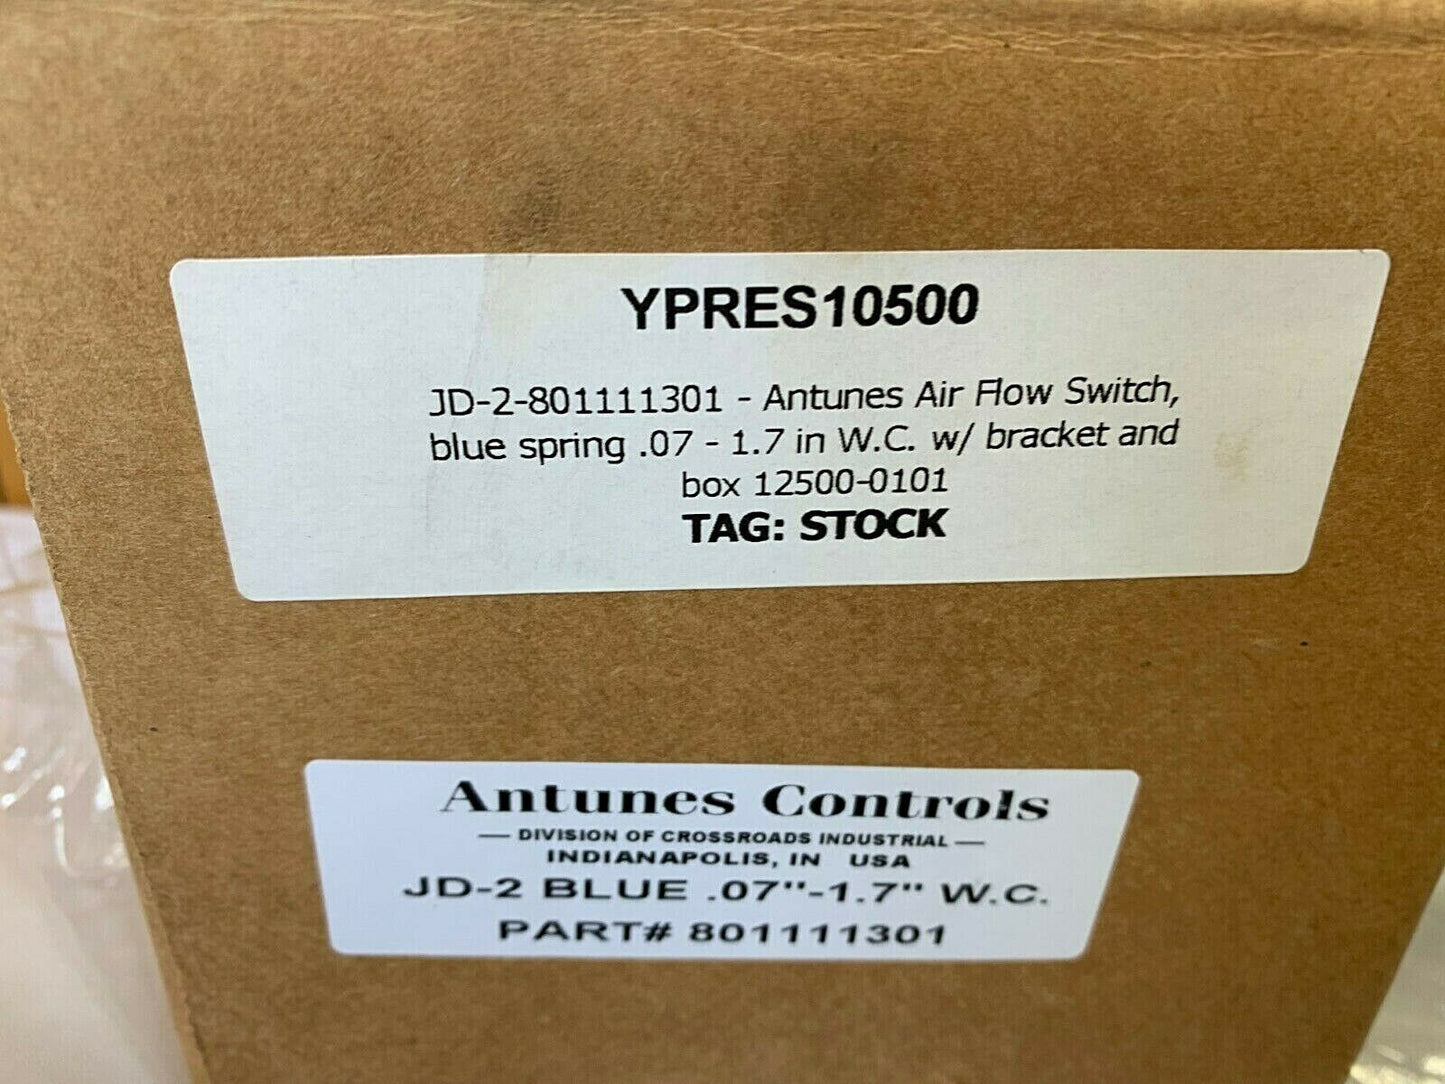 YPRES10500
JD-2-801111301 - Antunes Air Flow Switch,
blue spring .07 - 1.7 in W.C. w/ bracket and
box 12500-0101
TAG: STOCK
Antunes Controls
— DIVISION OF CROSSROADS INDUSTRIAL —
INDIANAPOLIS, IN USA
JD-2 BLUE .07"-1.7" W.C.
PART# 801111301